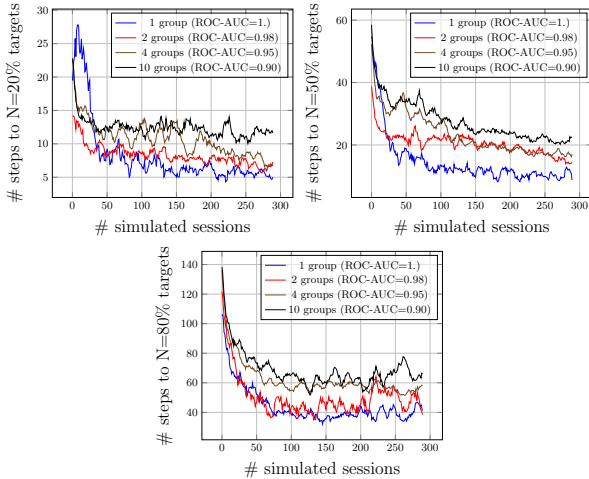 # steps to N=20% targets
30
25
20
15
10
5
1 group (ROC-AUC=1.)
2 groups (ROC-AUC=0.98)
4 groups (ROC-AUC=0.95)
10 groups (ROC-AUC=0.90)
0 50 100 150 200 250 300
# simulated sessions
# steps to N=50% targets
60
40
20
1 group (ROC-AUC=1.)
2 groups (ROC-AUC=0.98)
4 groups (ROC-AUC=0.95)
10 groups (ROC-AUC=0.90)
0 50 100 150 200 250 300
# simulated sessions
# steps to N=80% targets
140
120
100
80
60
40
1 group (ROC-AUC=1.)
2 groups (ROC-AUC=0.98)
4 groups (ROC-AUC=0.95)
10 groups (ROC-AUC=0.90)
0 50 100 150 200 250 300
# simulated sessions